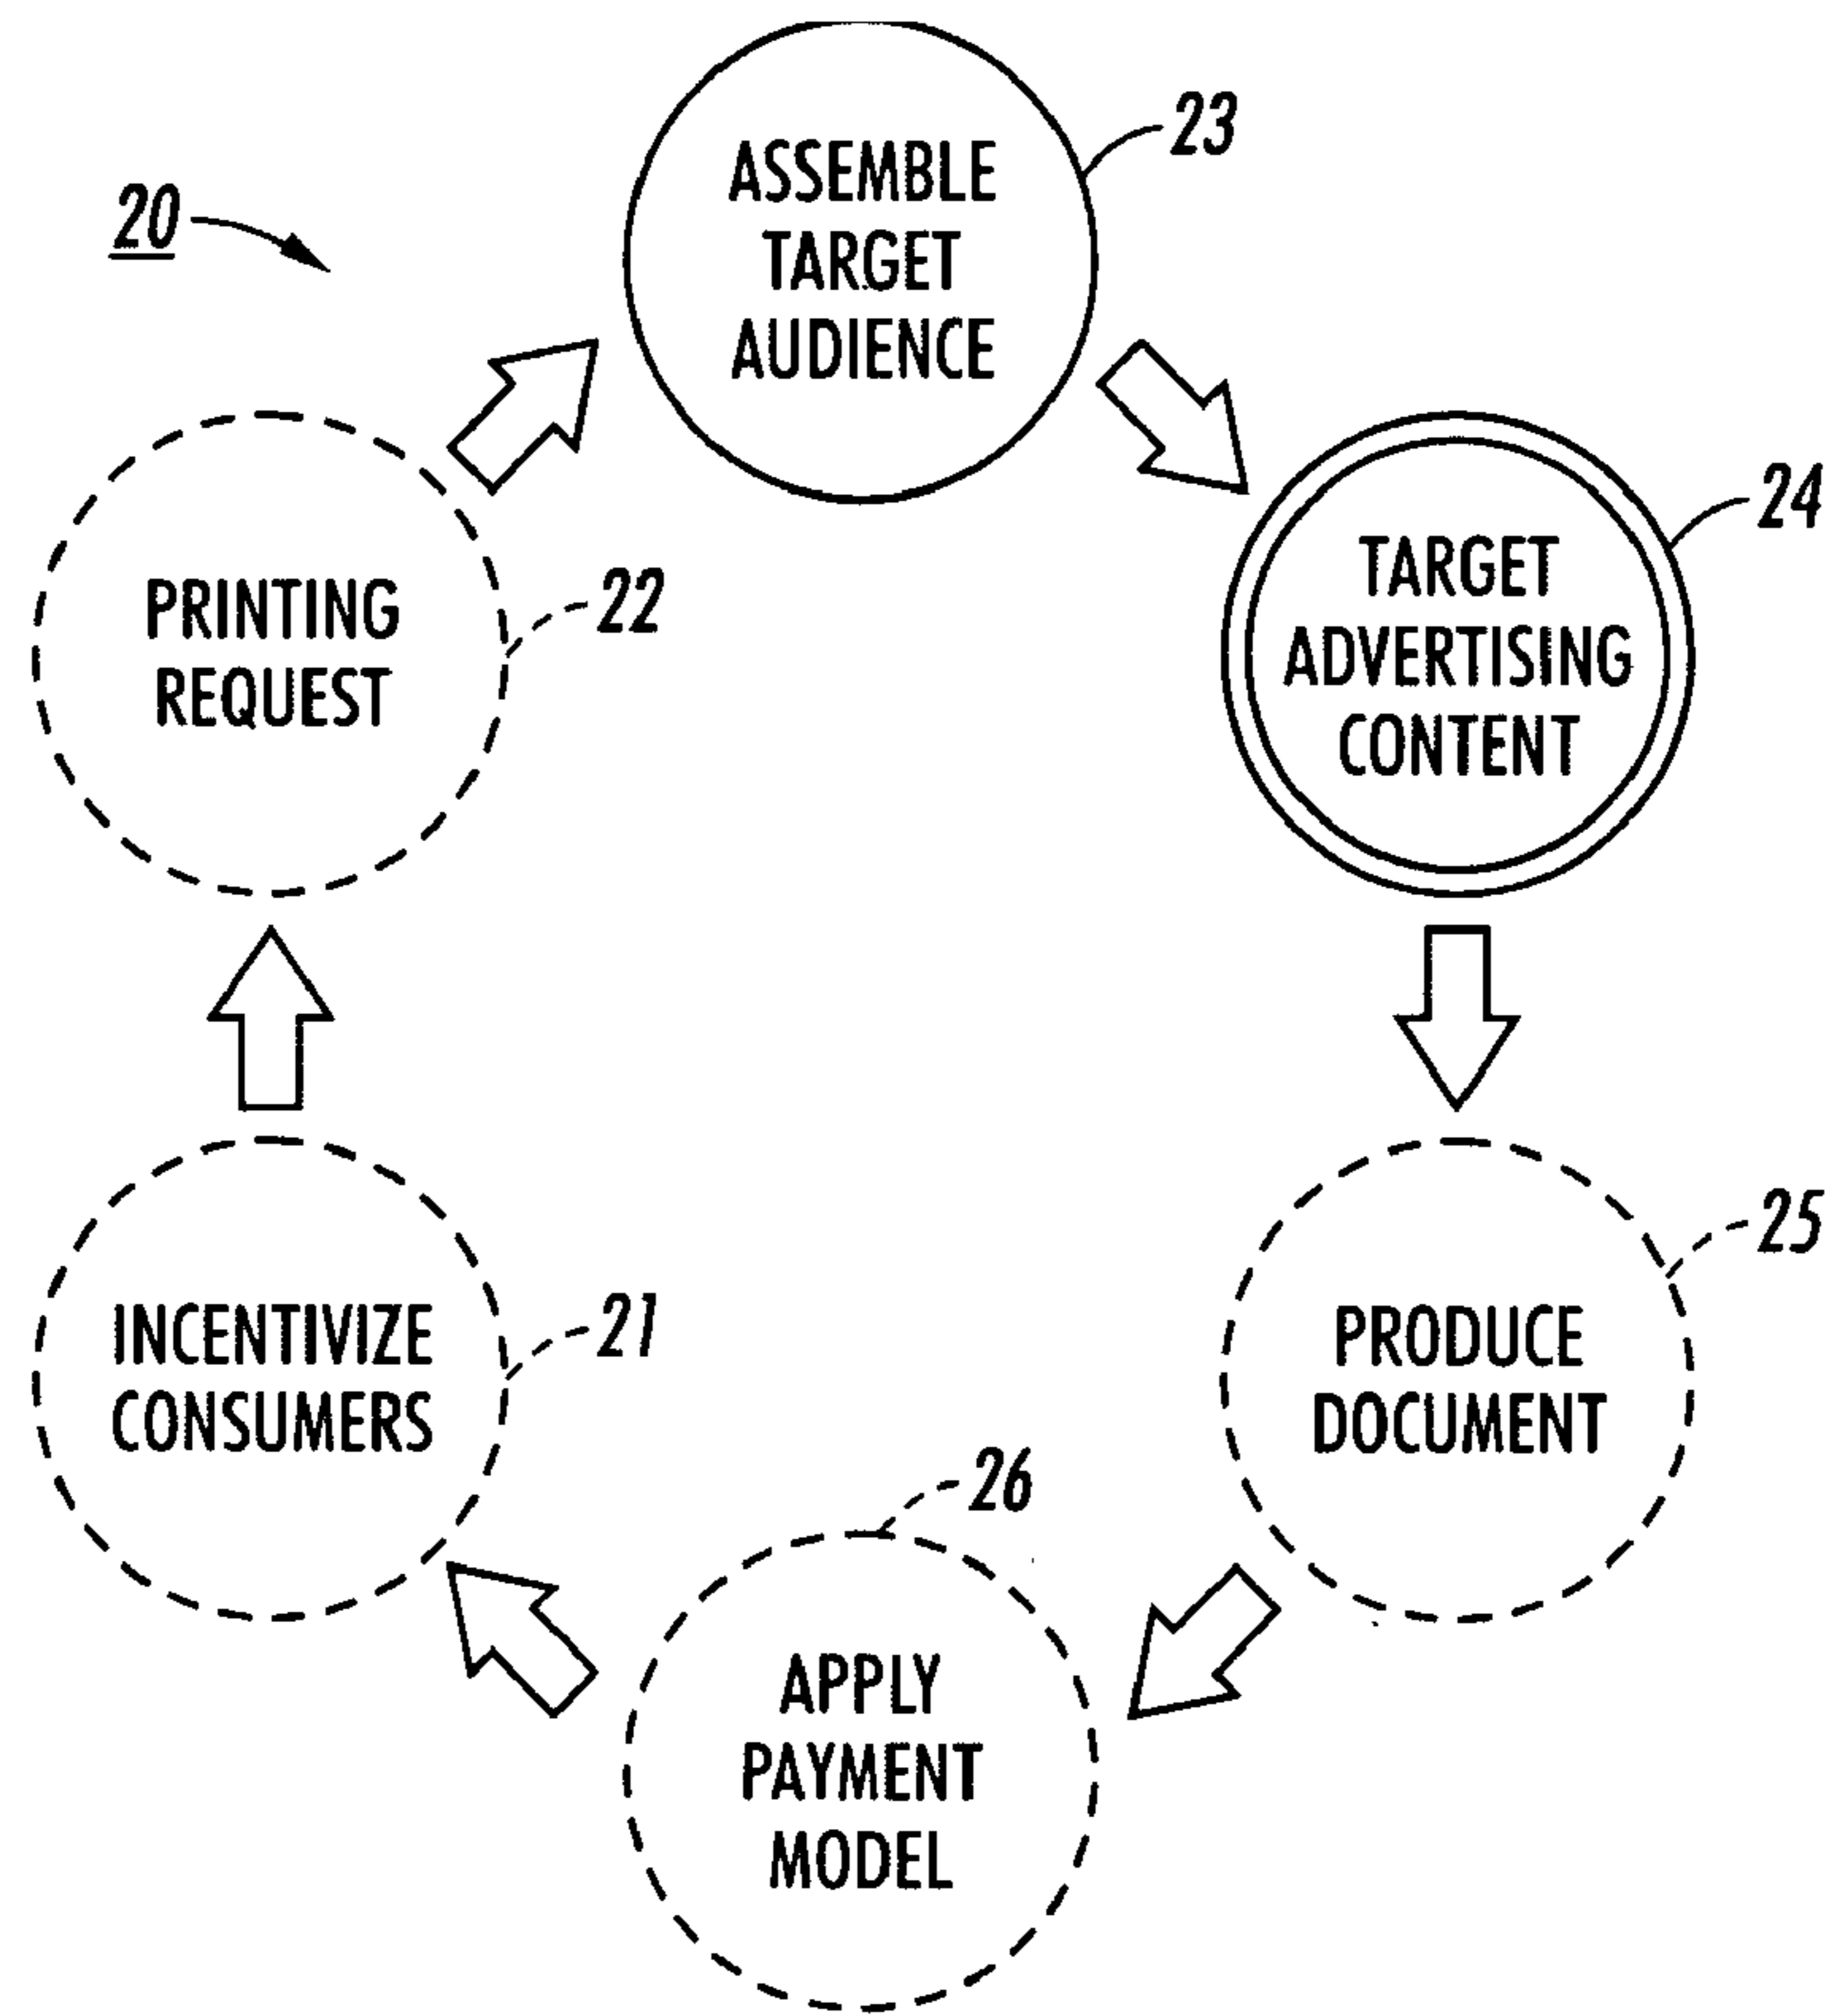 20
ASSEMBLE
TARGET
AUDIENCE
23
PRINTING
REQUEST
22
TARGET
ADVERTISING
CONTENT
24
INCENTIVIZE
CONSUMERS
21
PRODUCE
DOCUMENT
25
APPLY
PAYMENT
MODEL
26